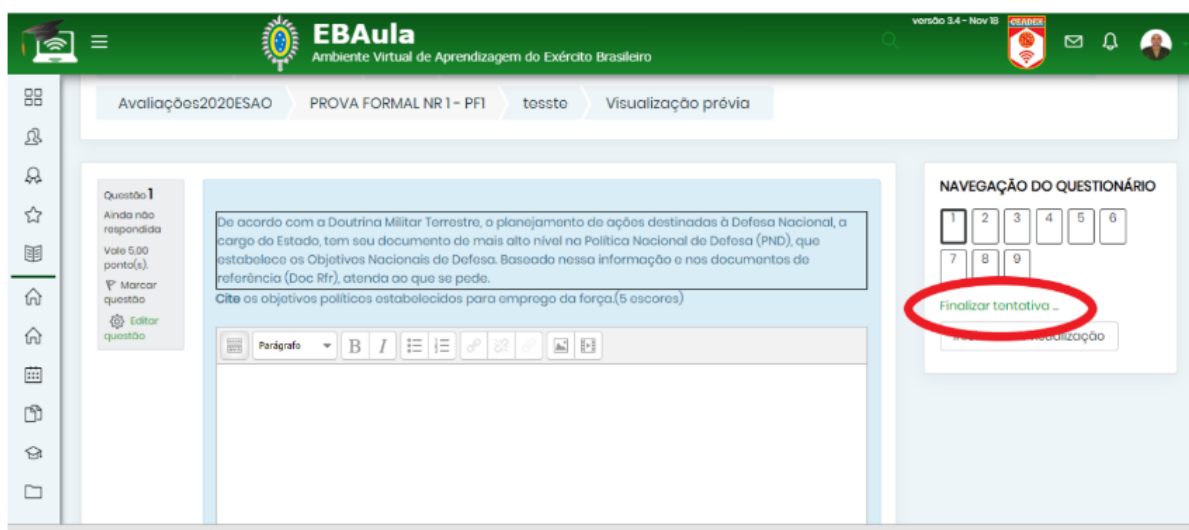 versão 3.4 - Nov 18
CEADEX
EBAula
Ambiente Virtual de Aprendizagem do Exército Brasileiro
Avaliações2020ESAO
PROVA FORMAL NR 1 - PF1
tesste
Visualização prévia
Questão 1
Ainda não
respondida
Vale 5,00
ponto(s).
Marcar
questão
Editar
questão
De acordo com a Doutrina Militar Terrestre, o planejamento de ações destinadas à Defesa Nacional, a
cargo do Estado, tem seu documento de mais alto nível na Política Nacional de Defesa (PND), que
estabelece os Objetivos Nacionais de Defesa. Baseado nessa informação e nos documentos de
referência (Doc Rfr), atenda ao que se pede.
Cite os objetivos políticos estabelecidos para emprego da força.(5 escores)
Parágrafo
B I
NAVEGAÇÃO DO QUESTIONÁRIO
1 2 3 4 5 6
7 8 9
Finalizar tentativa ...